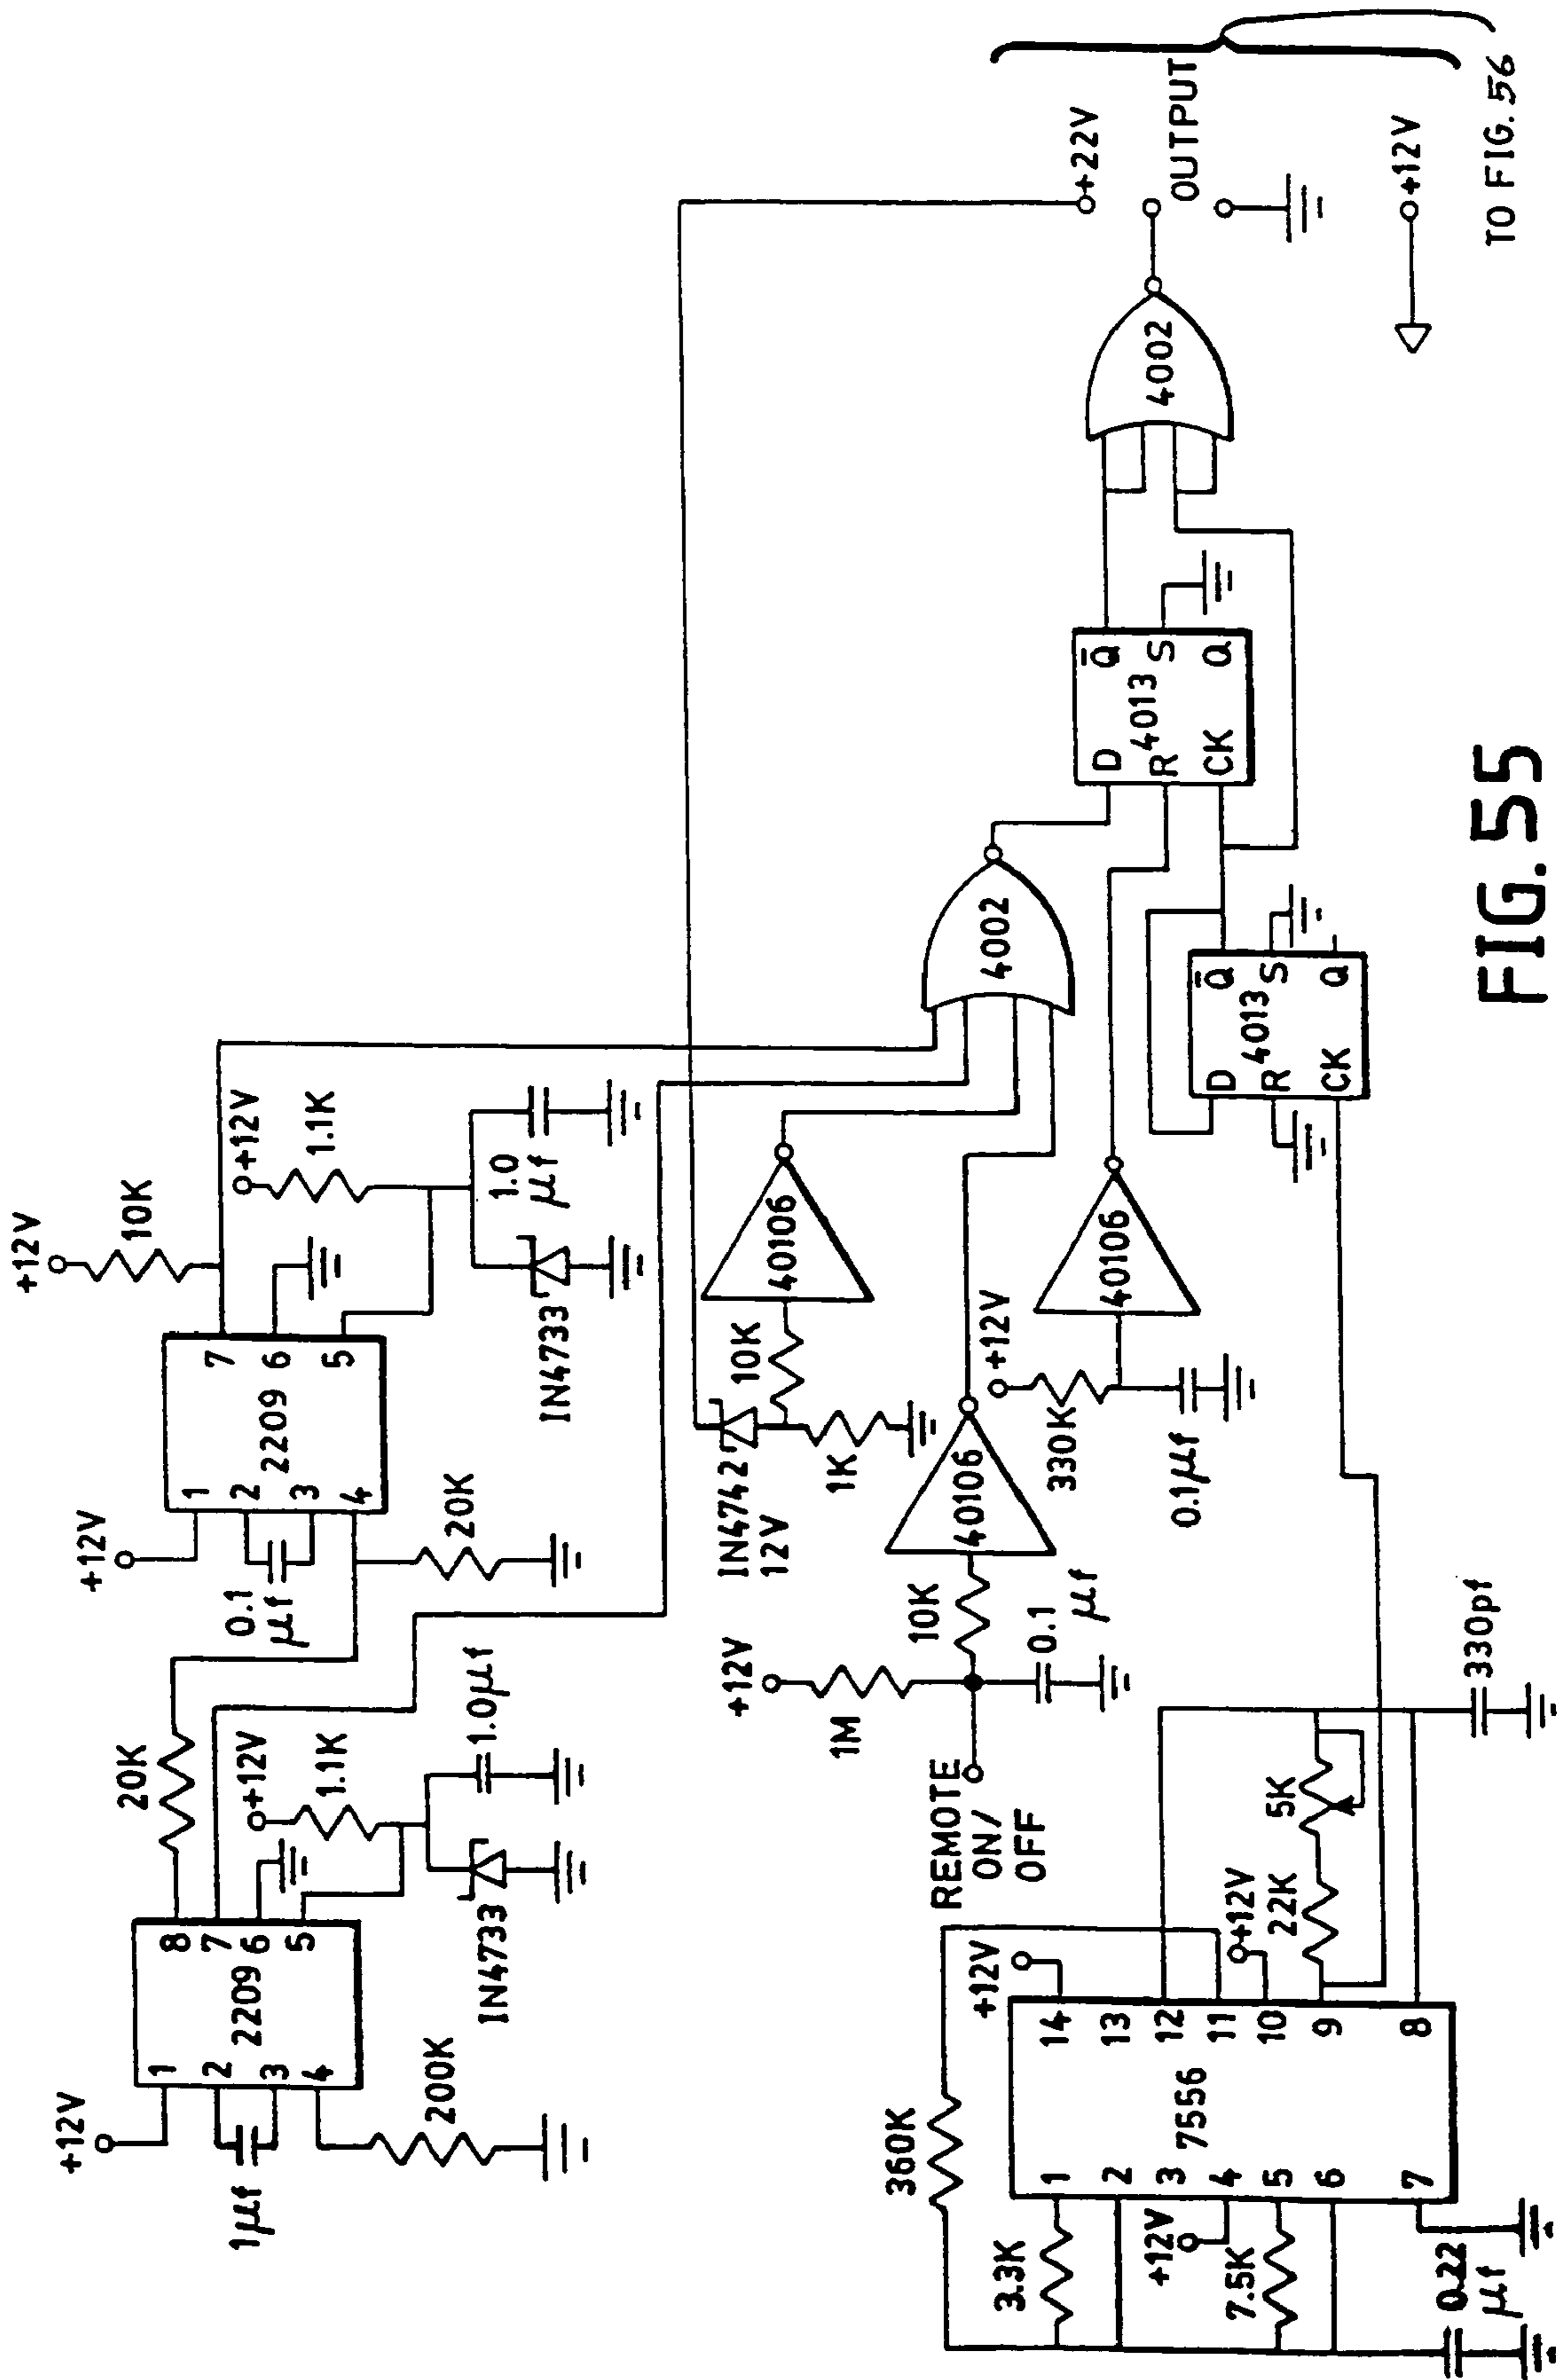 +12V
10K
+12V
1.1K
1.0
μf
IN4733
7
6
5
2209
1
2
3
4
+12V
0.1
μf
20K
20K
+12V
1.1K
1.0μf
IN4733
8
7
6
5
2209
1
2
3
4
+12V
1μf
200K
+22V
OUTPUT
+12V
TO FIG. 56
4002
Q̄
S
Q
4013
D
R
CK
4002
Q̄
S
Q
4013
D
R
CK
40106
10K
IN4742
12V
1K
40106
+12V
330K
0.1μf
40106
10K
+12V
1M
0.1
μf
REMOTE
ON/
OFF
360K
+12V
14
13
12
11
10
9
8
7556
1
2
3
4
5
6
7
+12V
22K
5K
330pf
3.3K
+12V
7.5K
0.22
μf
FIG. 55